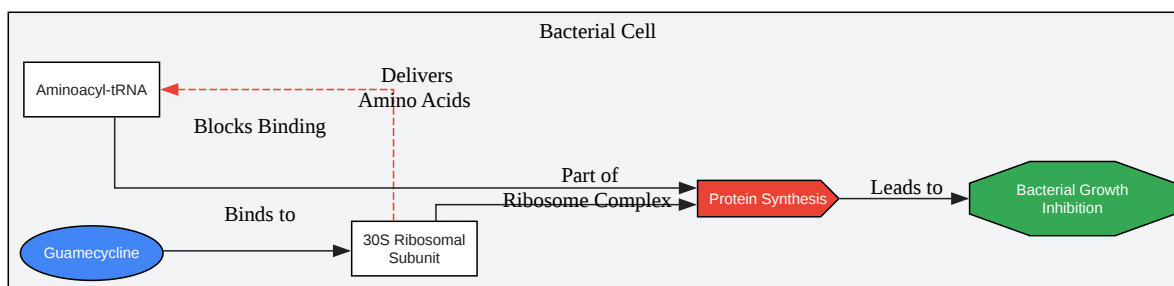 Bacterial Cell
Delivers
Amino Acids
Aminoacyl-tRNA
Blocks Binding
Part of
Ribosome Complex
Protein Synthesis
Leads to
Bacterial Growth
Inhibition
Binds to
Guamecycline
30S Ribosomal
Subunit